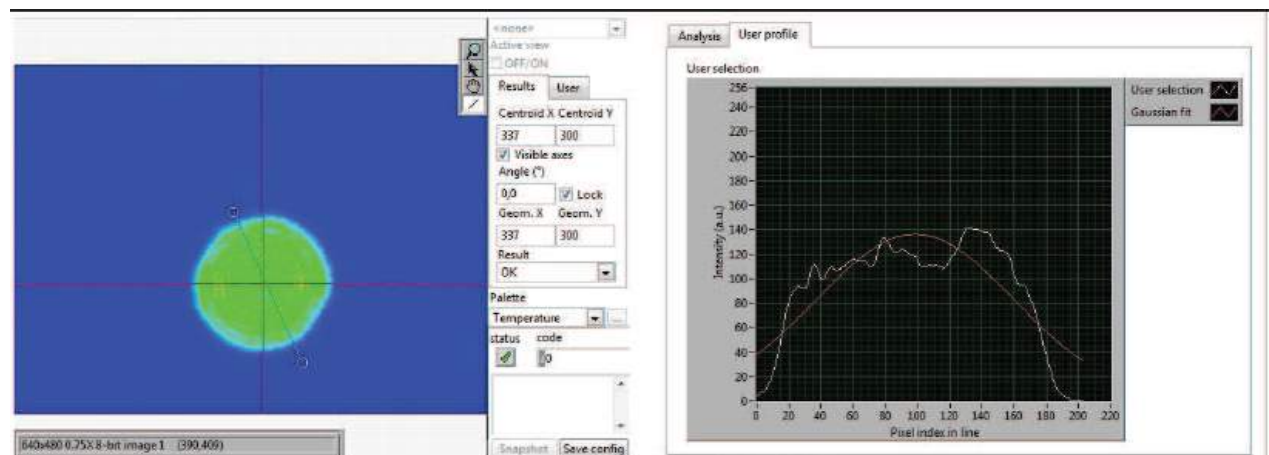 <none>
Active view
OFF/ON
Results User
Centroid X Centroid Y
337 300
Visible axes
Angle (°)
0,0 Lock
Geom. X Geom. Y
337 300
Result
OK
Palette
Temperature ...
status code
0
Snapshot Save config
640x480 0.75X 8-bit image 1 (390,409)
Analysis User profile
User selection
User selection
Gaussian fit
Intensity (a.u.)
256
240
220
200
180
160
140
120
100
80
60
40
20
0
0 20 40 60 80 100 120 140 160 180 200 220
Pixel index in line